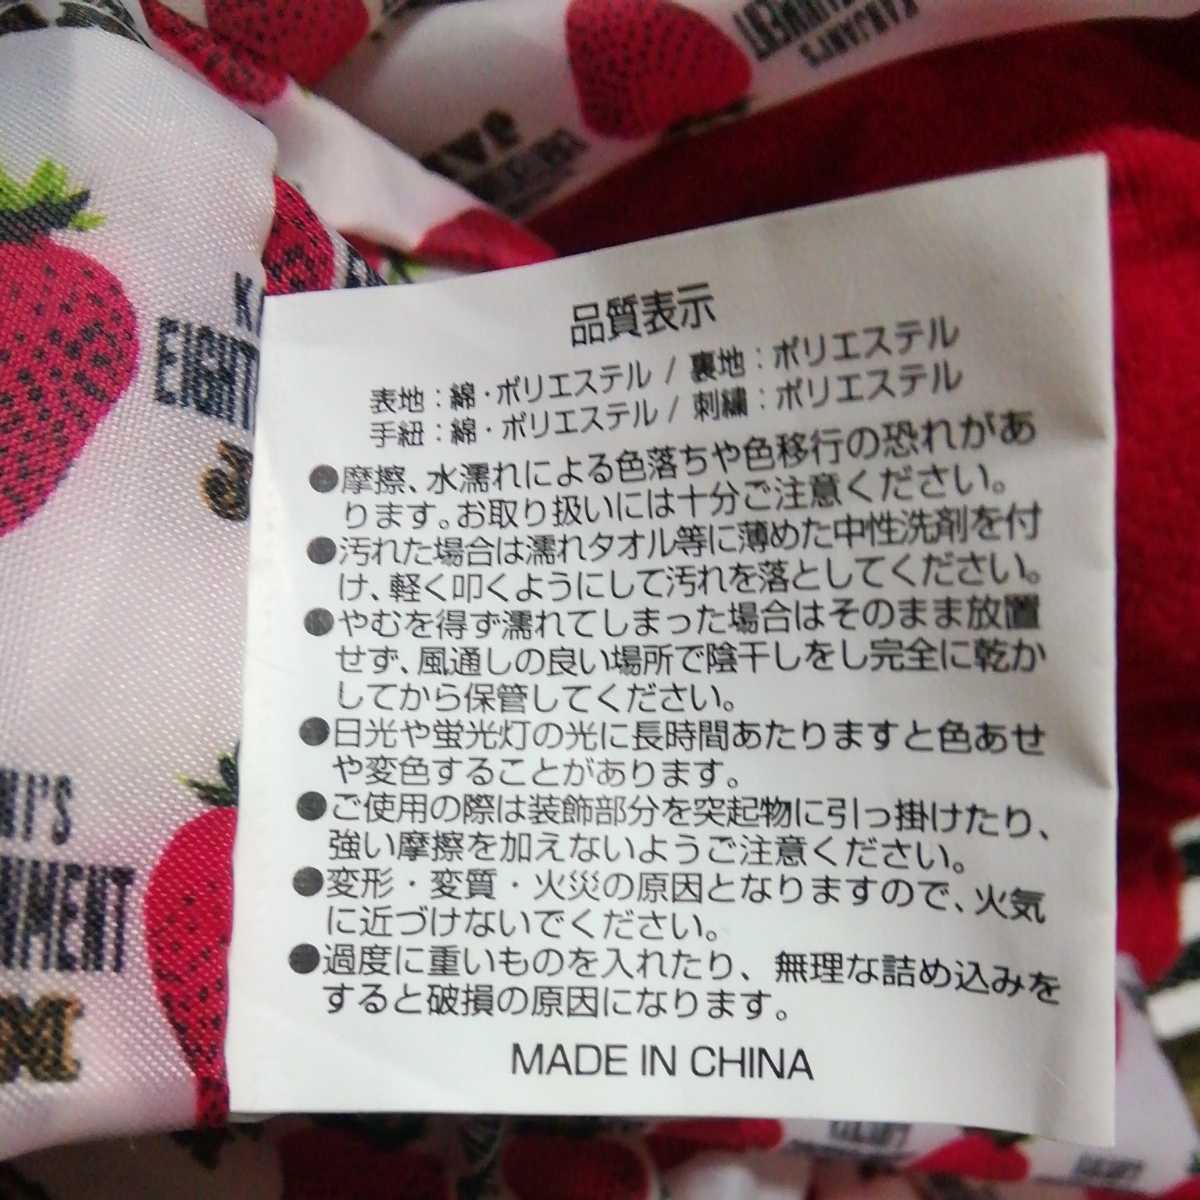 品質表示
表地:綿・ポリエステル / 裏地:ポリエステル
手紐:綿・ポリエステル / 刺繍:ポリエステル
●摩擦、水濡れによる色落ちや色移行の恐れがあ
ります。お取り扱いには十分ご注意ください。
●汚れた場合は濡れタオル等に薄めた中性洗剤を付
け、軽く叩くようにして汚れを落としてください。
●やむを得ず濡れてしまった場合はそのまま放置
せず、風通しの良い場所で陰干しをし完全に乾か
してから保管してください。
●日光や蛍光灯の光に長時間あたりますと色あせ
や変色することがあります。
●ご使用の際は装飾部分を突起物に引っ掛けたり、
強い摩擦を加えないようご注意ください。
●変形・変質・火災の原因となりますので、火気
に近づけないでください。
●過度に重いものを入れたり、無理な詰め込みを
すると破損の原因になります。
MADE IN CHINA
KANJANI'S
EIGHT
NI'S
INMENT
JAM